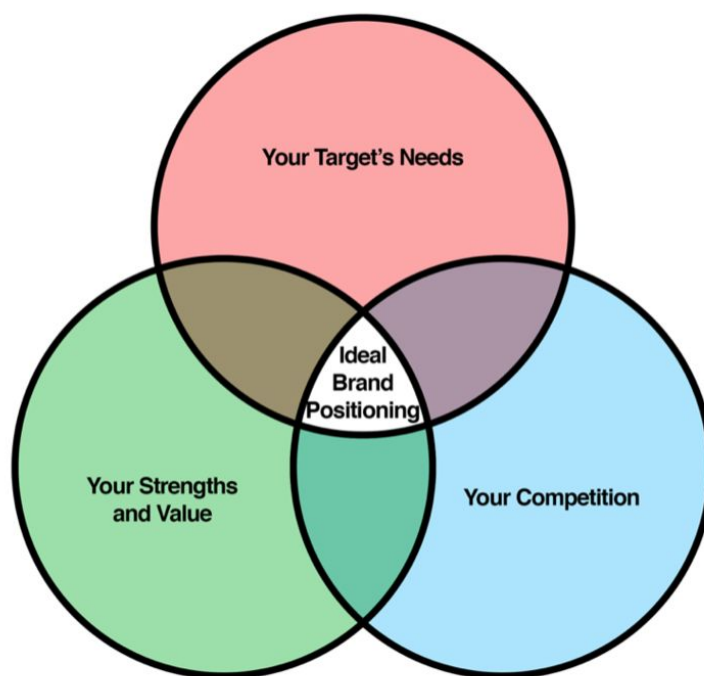 Your Target’s Needs
Ideal
Brand
Positioning
Your Strengths
and Value
Your Competition